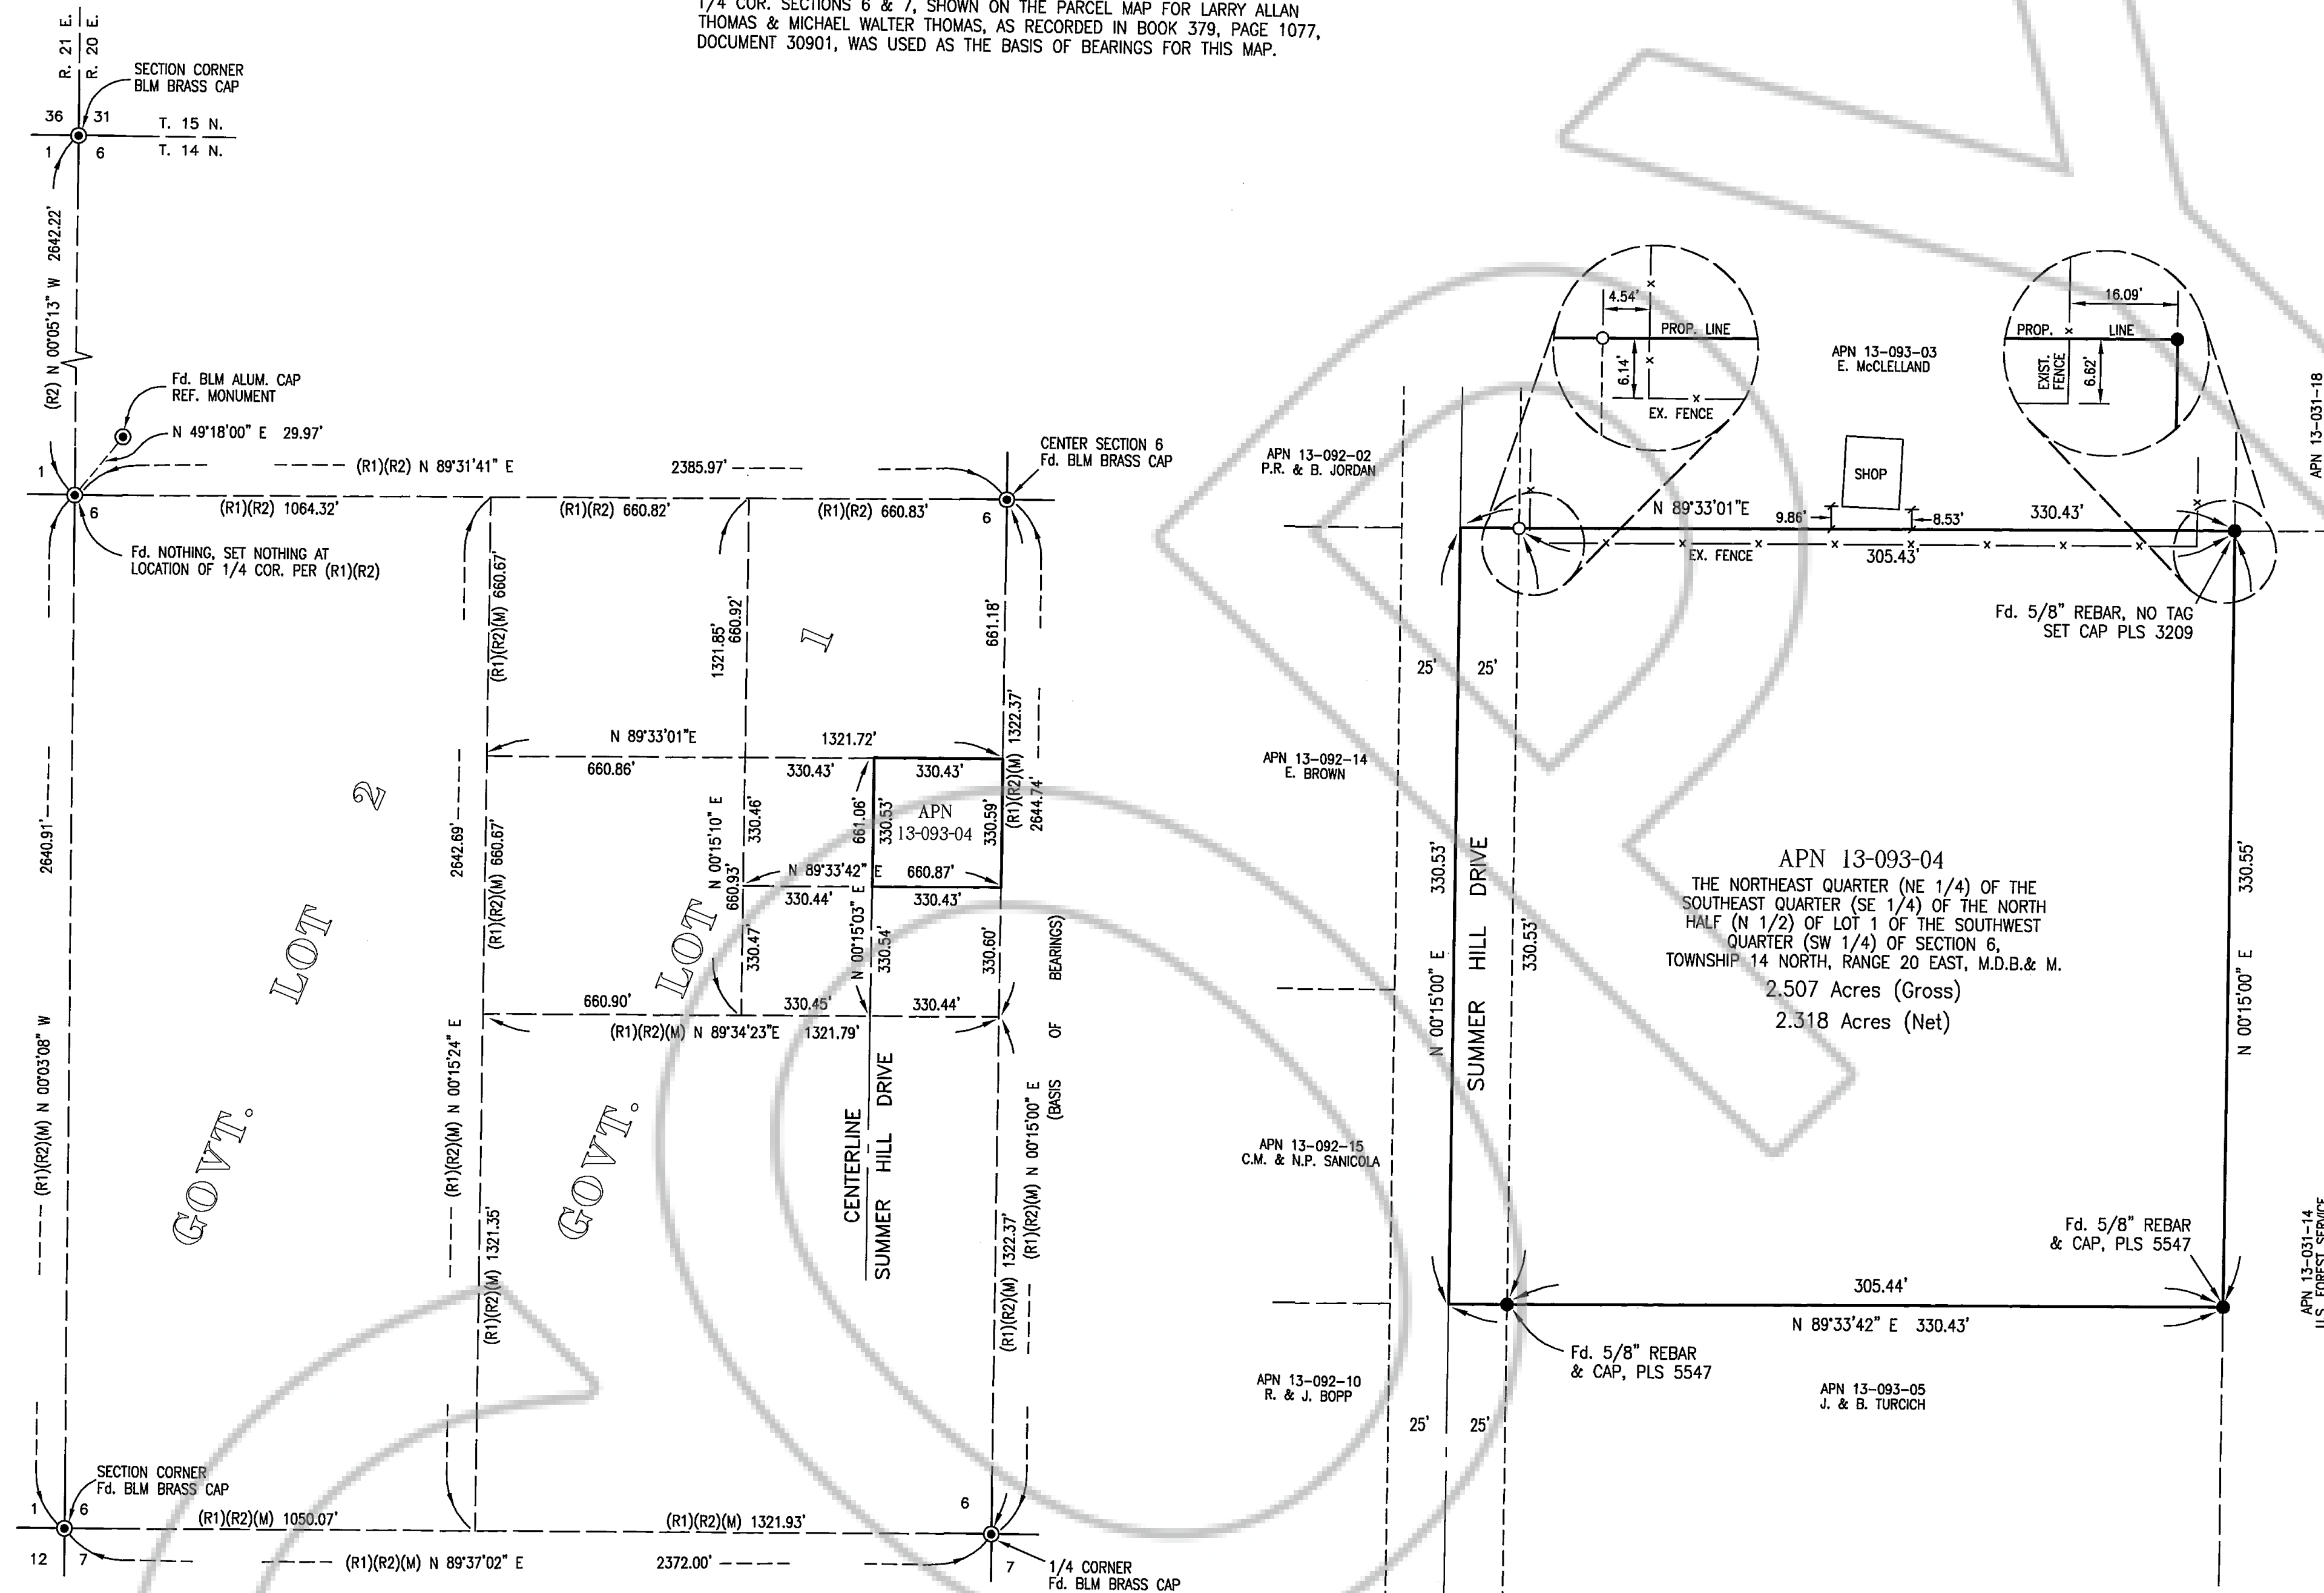 1/4 COR. SECTIONS 6 & 7, SHOWN ON THE PARCEL MAP FOR LARRY ALLAN
THOMAS & MICHAEL WALTER THOMAS, AS RECORDED IN BOOK 379, PAGE 1077,
DOCUMENT 30901, WAS USED AS THE BASIS OF BEARINGS FOR THIS MAP.
R. 21 E.
R. 20 E.
SECTION CORNER
BLM BRASS CAP
36 31
T. 15 N.
1 6
T. 14 N.
(R2) N 00°05'13" W 2642.22'
Fd. BLM ALUM. CAP
REF. MONUMENT
N 49°18'00" E 29.97'
(R1)(R2) N 89°31'41" E 2385.97'
CENTER SECTION 6
Fd. BLM BRASS CAP
1
6
(R1)(R2) 1064.32'
(R1)(R2) 660.82'
(R1)(R2) 660.83'
6
Fd. NOTHING, SET NOTHING AT
LOCATION OF 1/4 COR. PER (R1)(R2)
(R1)(R2)(M) 660.67'
1321.85'
660.92'
1
661.18'
(R1)(R2)(M) 1322.37'
2644.74'
N 89°33'01"E 1321.72'
660.86'
330.43'
330.43'
2640.91'
2642.69'
(R1)(R2)(M) 660.67'
N 00°15'10" E
660.93'
330.46'
661.06'
330.53'
APN
13-093-04
330.59'
N 89°33'42" E 660.87'
330.44'
330.43'
330.47'
N 00°15'03" E
330.54'
330.60'
660.90'
330.45'
330.44'
(R1)(R2)(M) N 89°34'23"E 1321.79'
GOVT. LOT 2
GOVT. LOT
(R1)(R2)(M) N 00°03'08" W
(R1)(R2)(M) N 00°15'24" E
(R1)(R2)(M) 1321.35'
CENTERLINE
SUMMER HILL DRIVE
(R1)(R2)(M) 1322.37'
(R1)(R2)(M) N 00°15'00" E
(BASIS OF BEARINGS)
SECTION CORNER
Fd. BLM BRASS CAP
1 6
(R1)(R2)(M) 1050.07'
(R1)(R2)(M) 1321.93'
6
12 7
(R1)(R2)(M) N 89°37'02" E 2372.00'
7
1/4 CORNER
Fd. BLM BRASS CAP
4.54'
PROP. LINE
6.14'
EX. FENCE
16.09'
PROP. LINE
EXIST.
FENCE
6.62'
APN 13-093-03
E. McCLELLAND
APN 13-031-18
APN 13-092-02
P.R. & B. JORDAN
SHOP
N 89°33'01"E
9.86'
8.53'
330.43'
EX. FENCE
305.43'
Fd. 5/8" REBAR, NO TAG
SET CAP PLS 3209
25' 25'
APN 13-092-14
E. BROWN
330.53'
N 00°15'00" E
SUMMER HILL DRIVE
330.53'
APN 13-093-04
THE NORTHEAST QUARTER (NE 1/4) OF THE
SOUTHEAST QUARTER (SE 1/4) OF THE NORTH
HALF (N 1/2) OF LOT 1 OF THE SOUTHWEST
QUARTER (SW 1/4) OF SECTION 6,
TOWNSHIP 14 NORTH, RANGE 20 EAST, M.D.B.& M.
2.507 Acres (Gross)
2.318 Acres (Net)
330.55'
N 00°15'00" E
APN 13-092-15
C.M. & N.P. SANICOLA
Fd. 5/8" REBAR
& CAP, PLS 5547
APN 13-031-14
U.S. FOREST SERVICE
305.44'
N 89°33'42" E 330.43'
Fd. 5/8" REBAR
& CAP, PLS 5547
APN 13-092-10
R. & J. BOPP
APN 13-093-05
J. & B. TURCICH
25' 25'
COPY